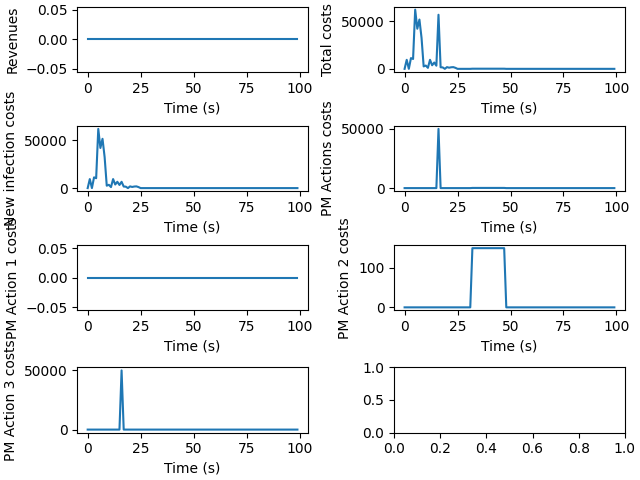 Revenues
0.05
0.00
−0.05
0 25 50 75 100
Time (s)
Total costs
50000
0
0 25 50 75 100
Time (s)
New infection costs
50000
0
0 25 50 75 100
Time (s)
PM Actions costs
50000
0
0 25 50 75 100
Time (s)
PM Action 1 costs
0.05
0.00
−0.05
0 25 50 75 100
Time (s)
PM Action 2 costs
100
0
0 25 50 75 100
Time (s)
PM Action 3 costs
50000
0
0 25 50 75 100
Time (s)
1.0
0.5
0.0
0.0 0.2 0.4 0.6 0.8 1.0